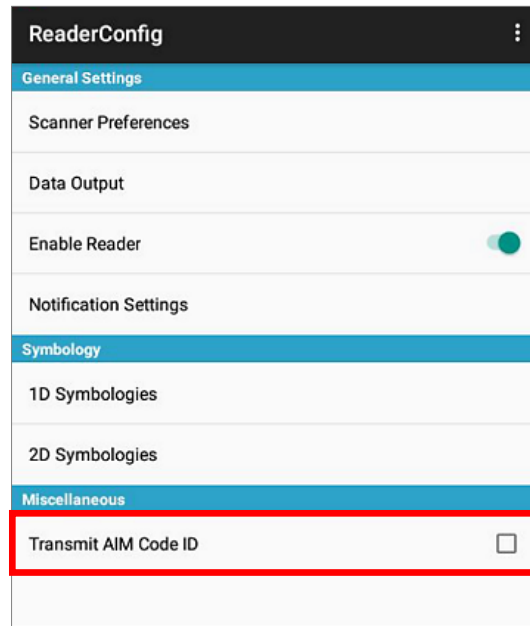 ReaderConfig
General Settings
Scanner Preferences
Data Output
Enable Reader
Notification Settings
Symbology
1D Symbologies
2D Symbologies
Miscellaneous
Transmit AIM Code ID